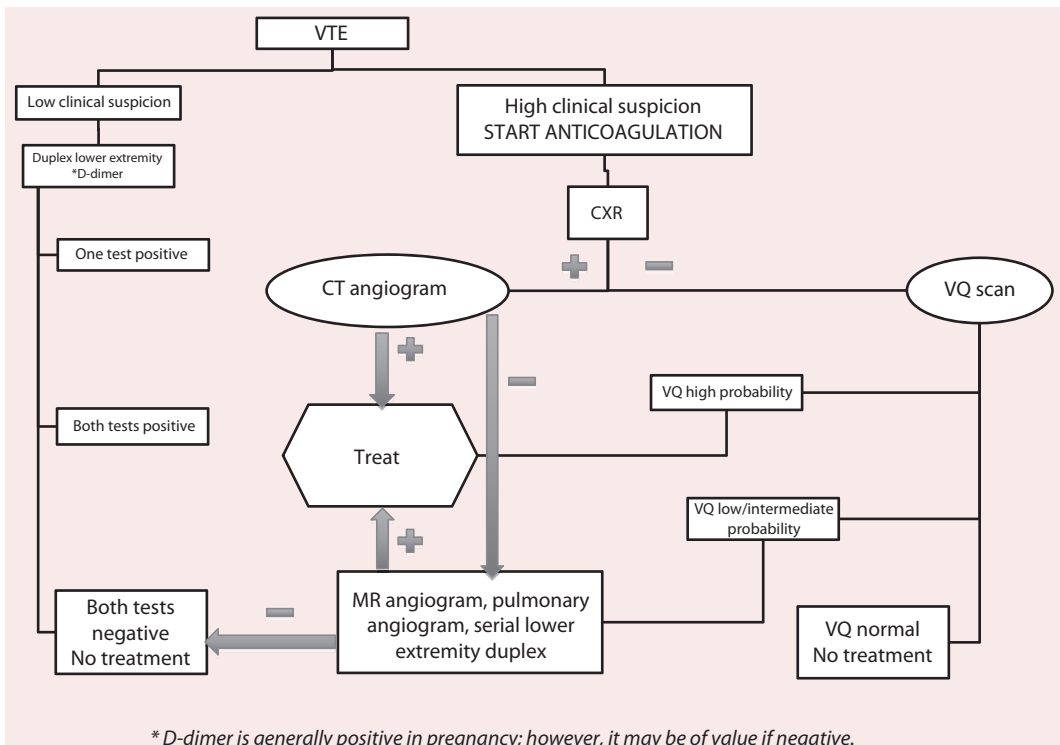 VTE
Low clinical suspicion
High clinical suspicion
START ANTICOAGULATION
Duplex lower extremity
*D-dimer
CXR
One test positive
CT angiogram
VQ scan
VQ high probability
Both tests positive
Treat
VQ low/intermediate
probability
Both tests
negative
No treatment
MR angiogram, pulmonary
angiogram, serial lower
extremity duplex
VQ normal
No treatment
* D-dimer is generally positive in pregnancy; however, it may be of value if negative.